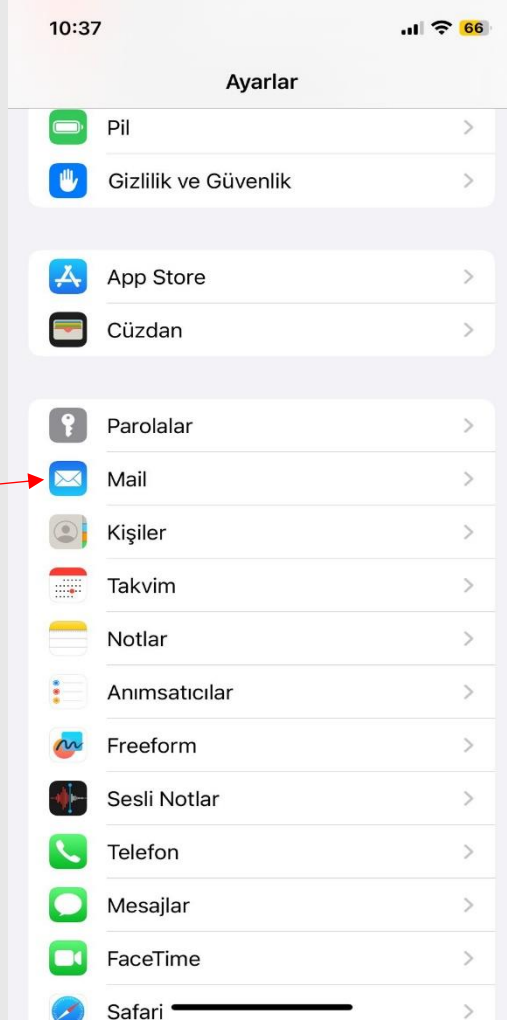 10:37
66
Ayarlar
Pil
Gizlilik ve Güvenlik
App Store
Cüzdan
Parolalar
Mail
Kişiler
Takvim
Notlar
Anımsatıcılar
Freeform
Sesli Notlar
Telefon
Mesajlar
FaceTime
Safari